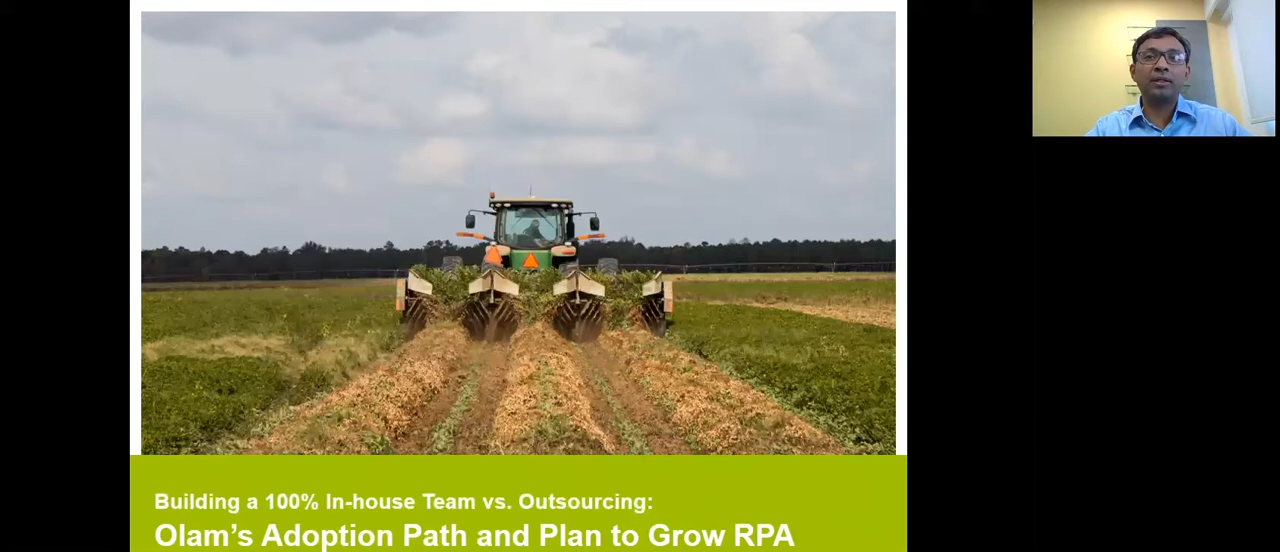 Building a 100% In-house Team vs. Outsourcing:
Olam’s Adoption Path and Plan to Grow RPA